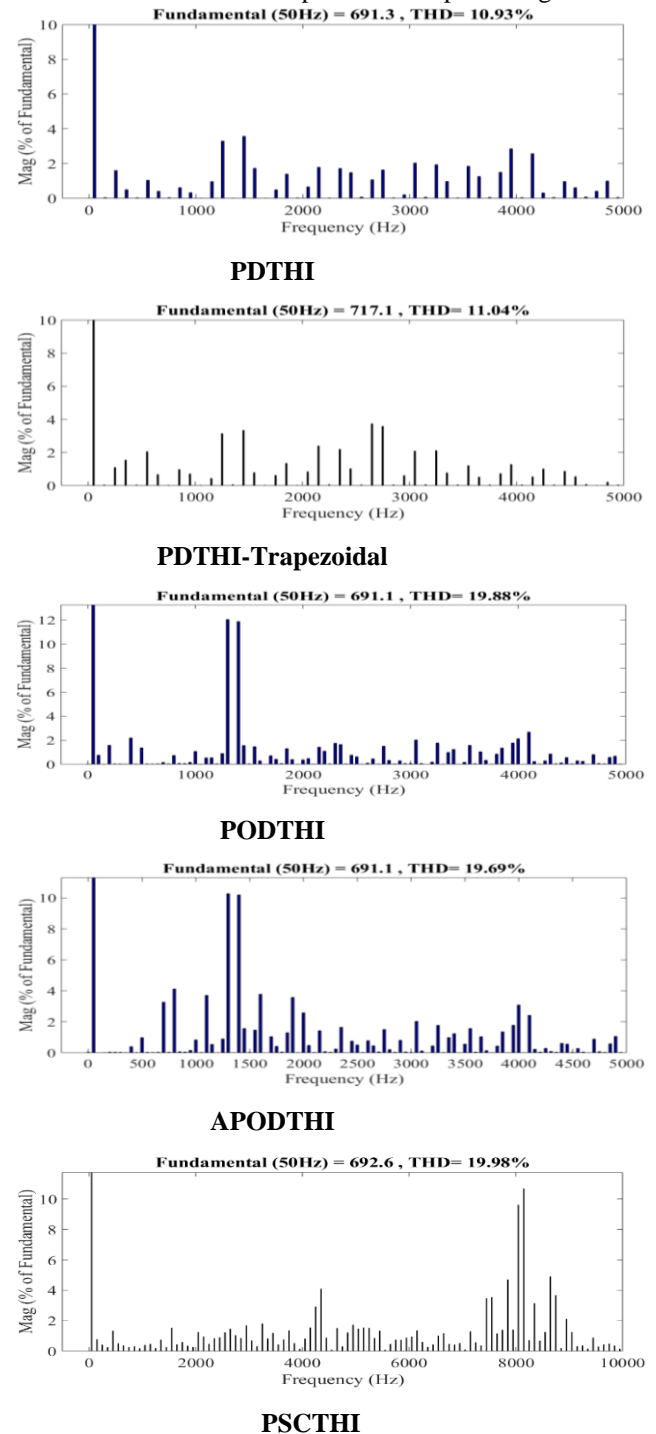 Fundamental (50Hz) = 691.3 , THD= 10.93%
10
8
6
4
2
0
Mag (% of Fundamental)
0 1000 2000 3000 4000 5000
Frequency (Hz)
PDTHI
Fundamental (50Hz) = 717.1 , THD= 11.04%
10
8
6
4
2
0
Mag (% of Fundamental)
0 1000 2000 3000 4000 5000
Frequency (Hz)
PDTHI-Trapezoidal
Fundamental (50Hz) = 691.1 , THD= 19.88%
12
10
8
6
4
2
0
Mag (% of Fundamental)
0 1000 2000 3000 4000 5000
Frequency (Hz)
PODTHI
Fundamental (50Hz) = 691.1 , THD= 19.69%
10
8
6
4
2
0
Mag (% of Fundamental)
0 500 1000 1500 2000 2500 3000 3500 4000 4500 5000
Frequency (Hz)
APODTHI
Fundamental (50Hz) = 692.6 , THD= 19.98%
10
8
6
4
2
0
Mag (% of Fundamental)
0 2000 4000 6000 8000 10000
Frequency (Hz)
PSCTHI